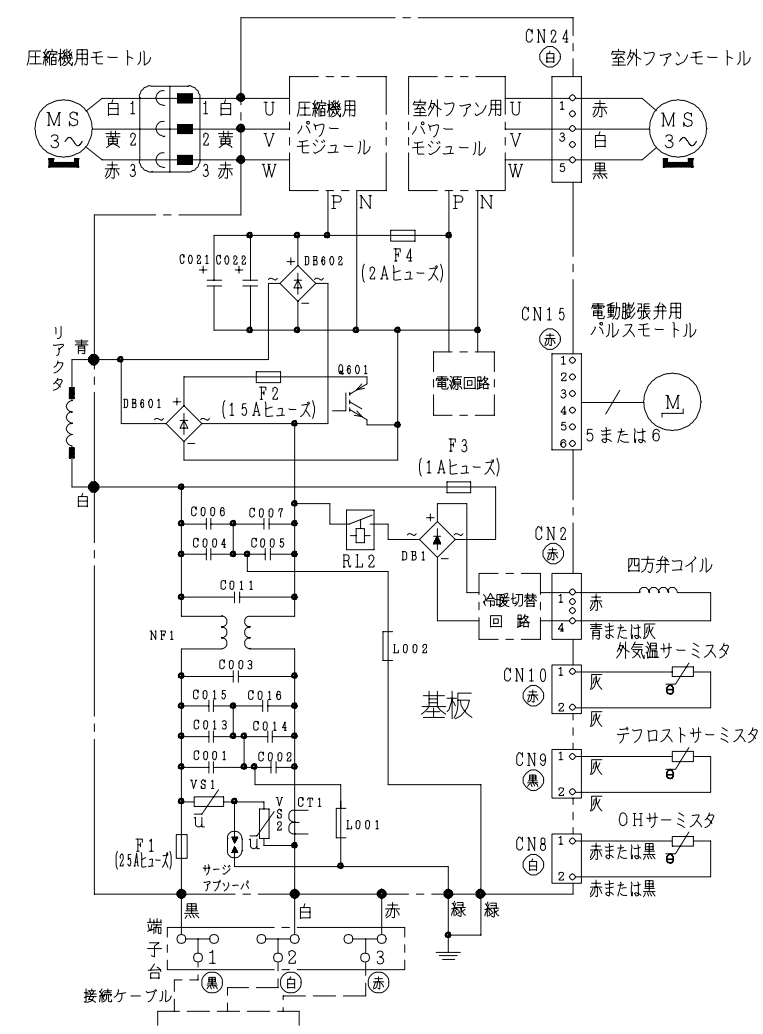 圧縮機用モートル
CN24
白
室外ファンモートル
MS
3～
白 1
黄 2
赤 3
1 白
2 黄
3 赤
U
V
W
圧縮機用
パワー
モジュール
P N
室外ファン用
パワー
モジュール
P N
U
V
W
1
3
5
赤
白
黒
MS
3～
C021
C022
+
+
DB602
+
～
～
－
F4
(2Aヒューズ)
リアクタ
青
白
DB601
+
～
～
－
F2
(15Aヒューズ)
Q601
電源回路
CN15
赤
電動膨張弁用
パルスモートル
1
2
3
4
5
6
5または6
M
F3
(1Aヒューズ)
C006
C007
C004
C005
C011
RL2
DB1
+
～
～
－
冷暖切替
回 路
CN2
赤
1
4
四方弁コイル
赤
青または灰
NF1
C003
C015
C016
C013
C014
C001
C002
L002
基板
CN10
赤
1
2
外気温サーミスタ
灰
灰
θ
CN9
黒
1
2
デフロストサーミスタ
灰
灰
θ
CN8
白
1
2
OHサーミスタ
赤または黒
赤または黒
θ
VS1
u
VS2
u
CT1
L001
F1
(25Aヒューズ)
サージ
アブソーバ
黒
白
赤
緑
緑
端子台
1
2
3
黒
白
赤
接続ケーブル